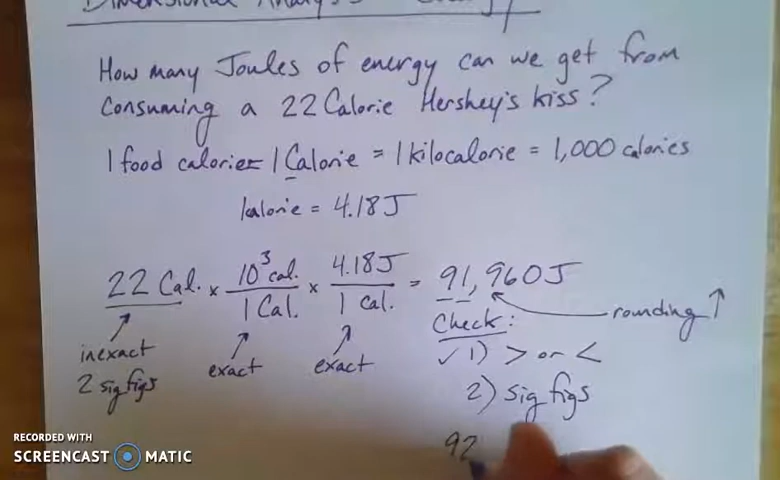 Dimensional Analysis
How many Joules of energy can we get from
consuming a 22 Calorie Hershey's kiss?
1 food calorie = 1 Calorie = 1 kilocalorie = 1,000 calories
1 calorie = 4.18 J
22 Cal. × 10³ cal. / 1 Cal. × 4.18 J / 1 cal. = 91,960 J
rounding ↑
inexact
2 sig figs
exact
exact
Check:
✓ 1) > or <
2) sig figs
92
RECORDED WITH
SCREENCAST MATIC